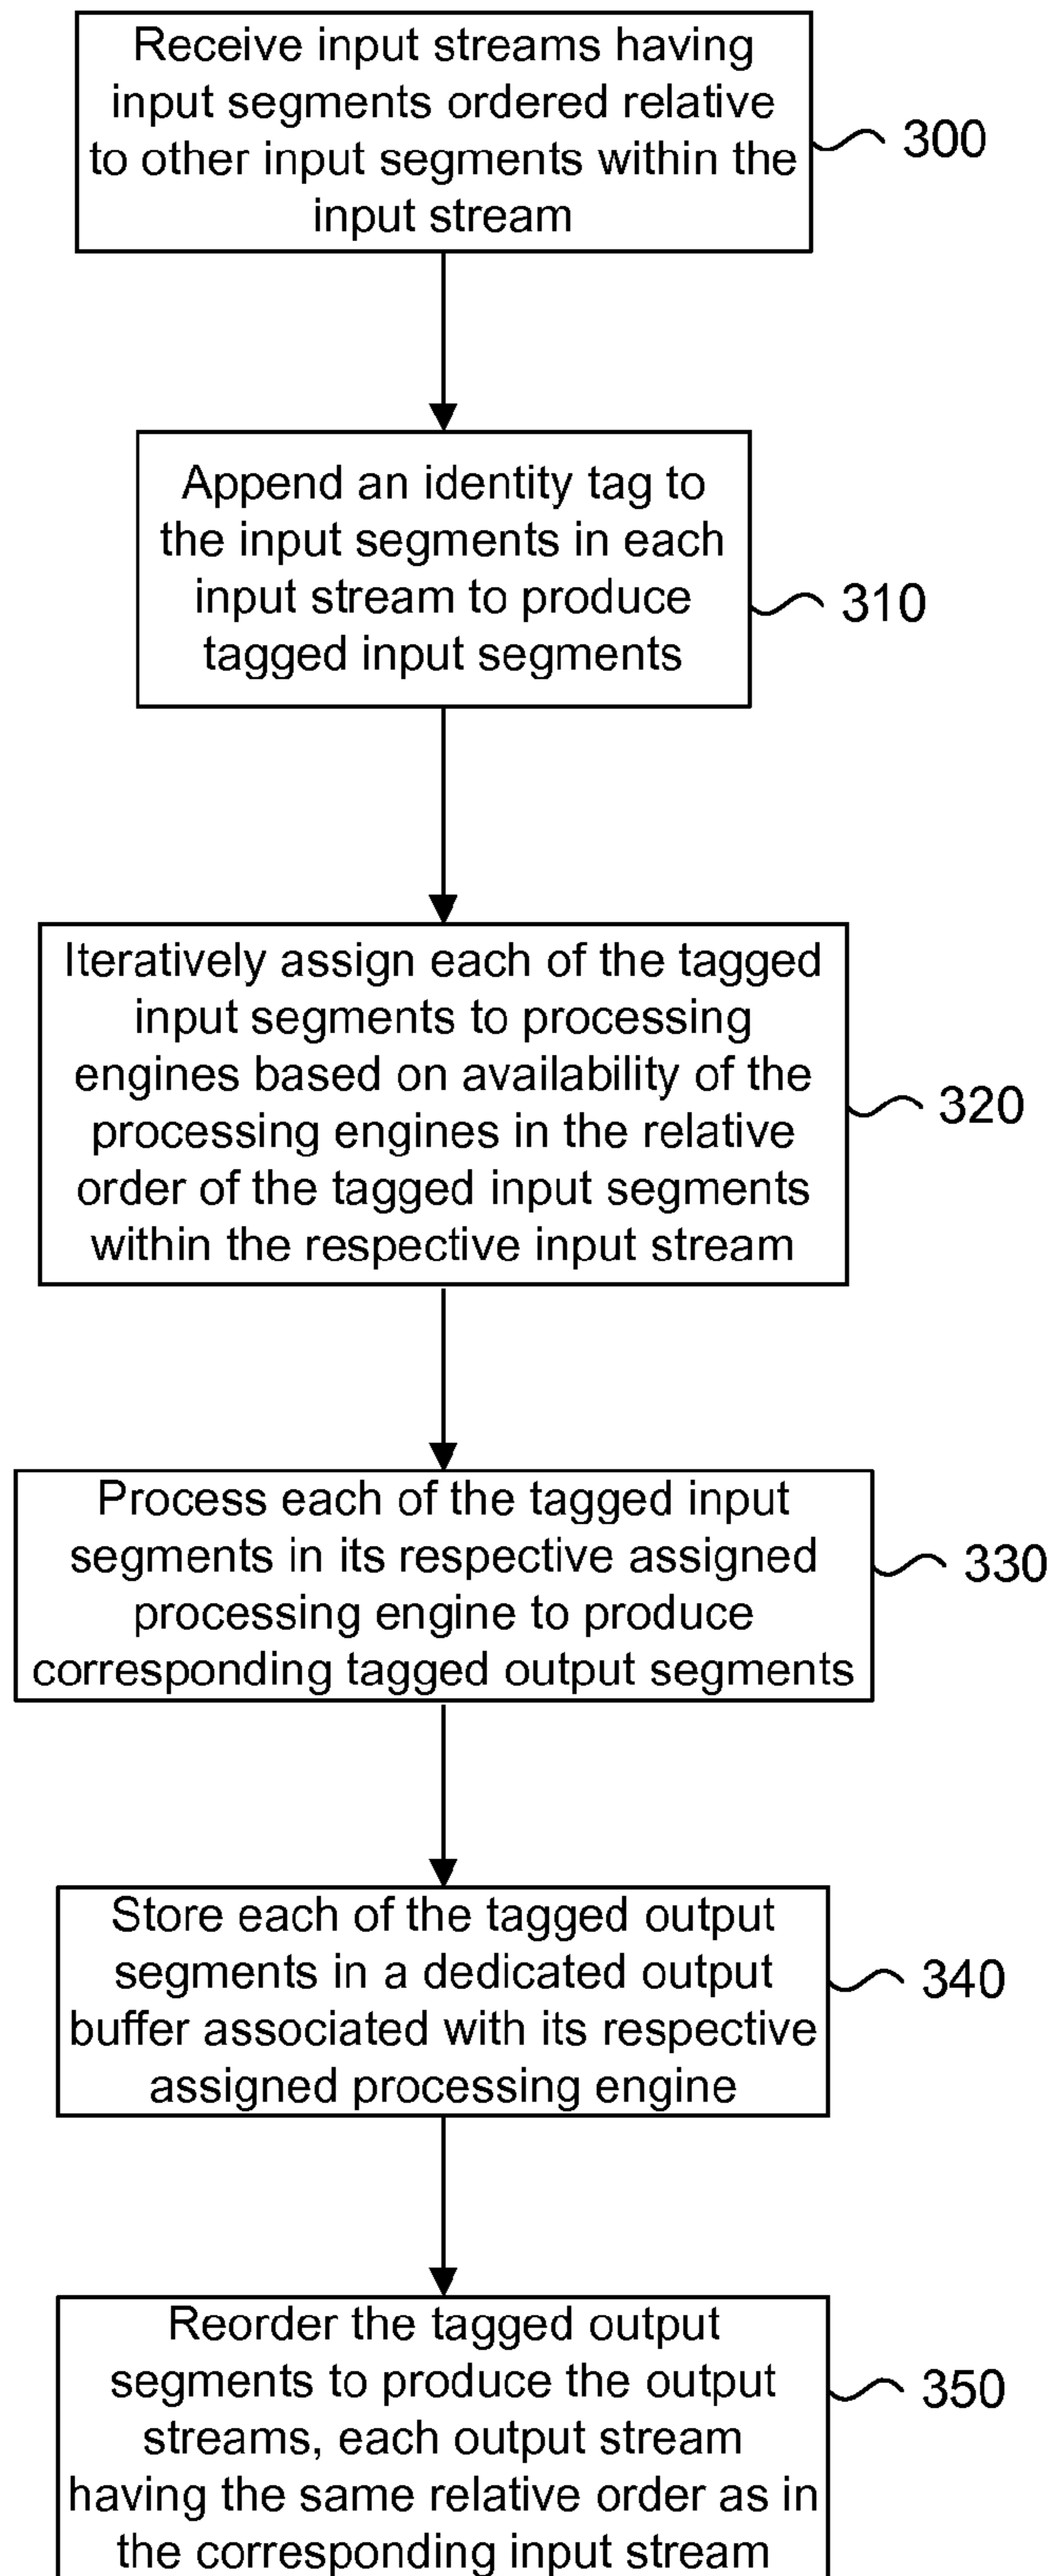 Receive input streams having
input segments ordered relative
to other input segments within the
input stream
300
Append an identity tag to
the input segments in each
input stream to produce
tagged input segments
310
Iteratively assign each of the tagged
input segments to processing
engines based on availability of the
processing engines in the relative
order of the tagged input segments
within the respective input stream
320
Process each of the tagged input
segments in its respective assigned
processing engine to produce
corresponding tagged output segments
330
Store each of the tagged output
segments in a dedicated output
buffer associated with its respective
assigned processing engine
340
Reorder the tagged output
segments to produce the output
streams, each output stream
having the same relative order as in
the corresponding input stream
350